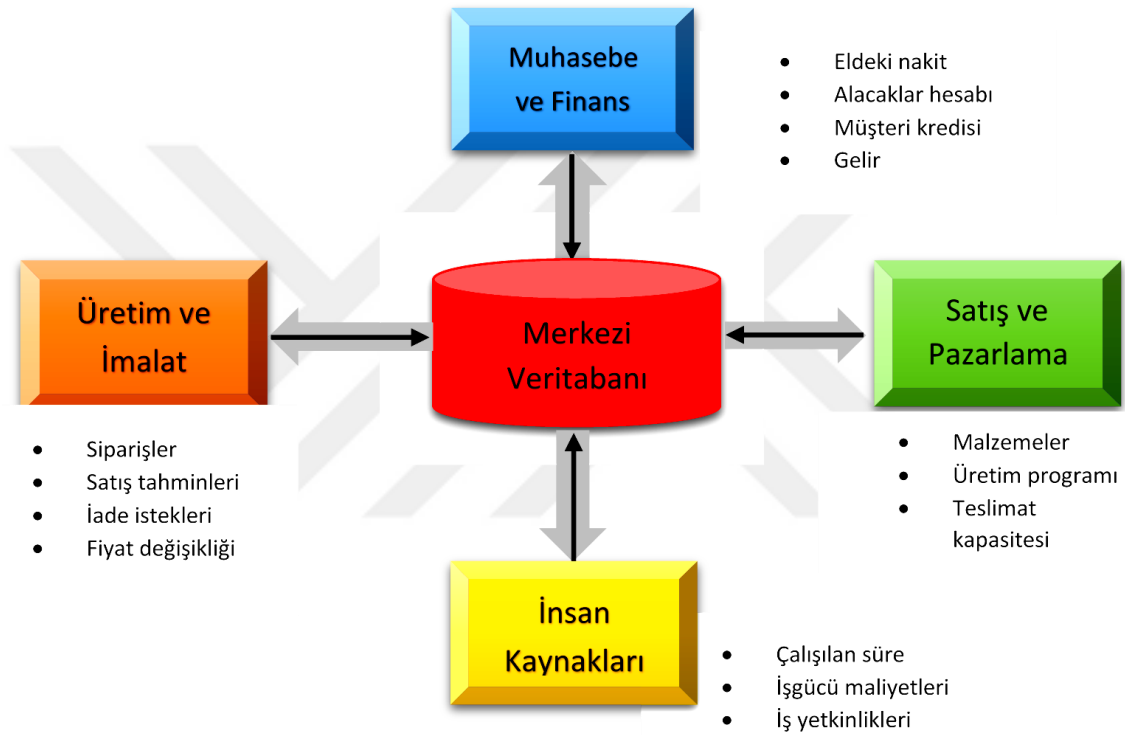 Muhasebe
ve Finans
• Eldeki nakit
• Alacaklar hesabı
• Müşteri kredisi
• Gelir
Üretim ve
İmalat
Merkezi
Veritabanı
Satış ve
Pazarlama
• Siparişler
• Satış tahminleri
• İade istekleri
• Fiyat değişikliği
• Malzemeler
• Üretim programı
• Teslimat
kapasitesi
İnsan
Kaynakları
• Çalışılan süre
• İşgücü maliyetleri
• İş yetkinlikleri